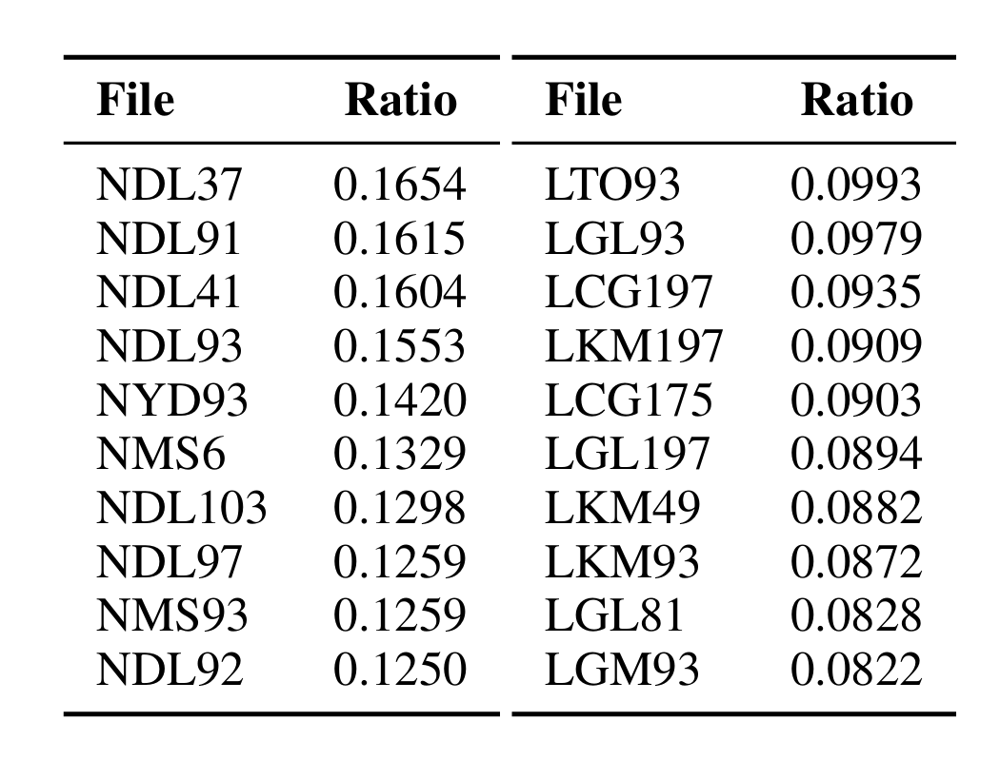 File Ratio File Ratio
NDL37 0.1654 LTO93 0.0993
NDL91 0.1615 LGL93 0.0979
NDL41 0.1604 LCG197 0.0935
NDL93 0.1553 LKM197 0.0909
NYD93 0.1420 LCG175 0.0903
NMS6 0.1329 LGL197 0.0894
NDL103 0.1298 LKM49 0.0882
NDL97 0.1259 LKM93 0.0872
NMS93 0.1259 LGL81 0.0828
NDL92 0.1250 LGM93 0.0822